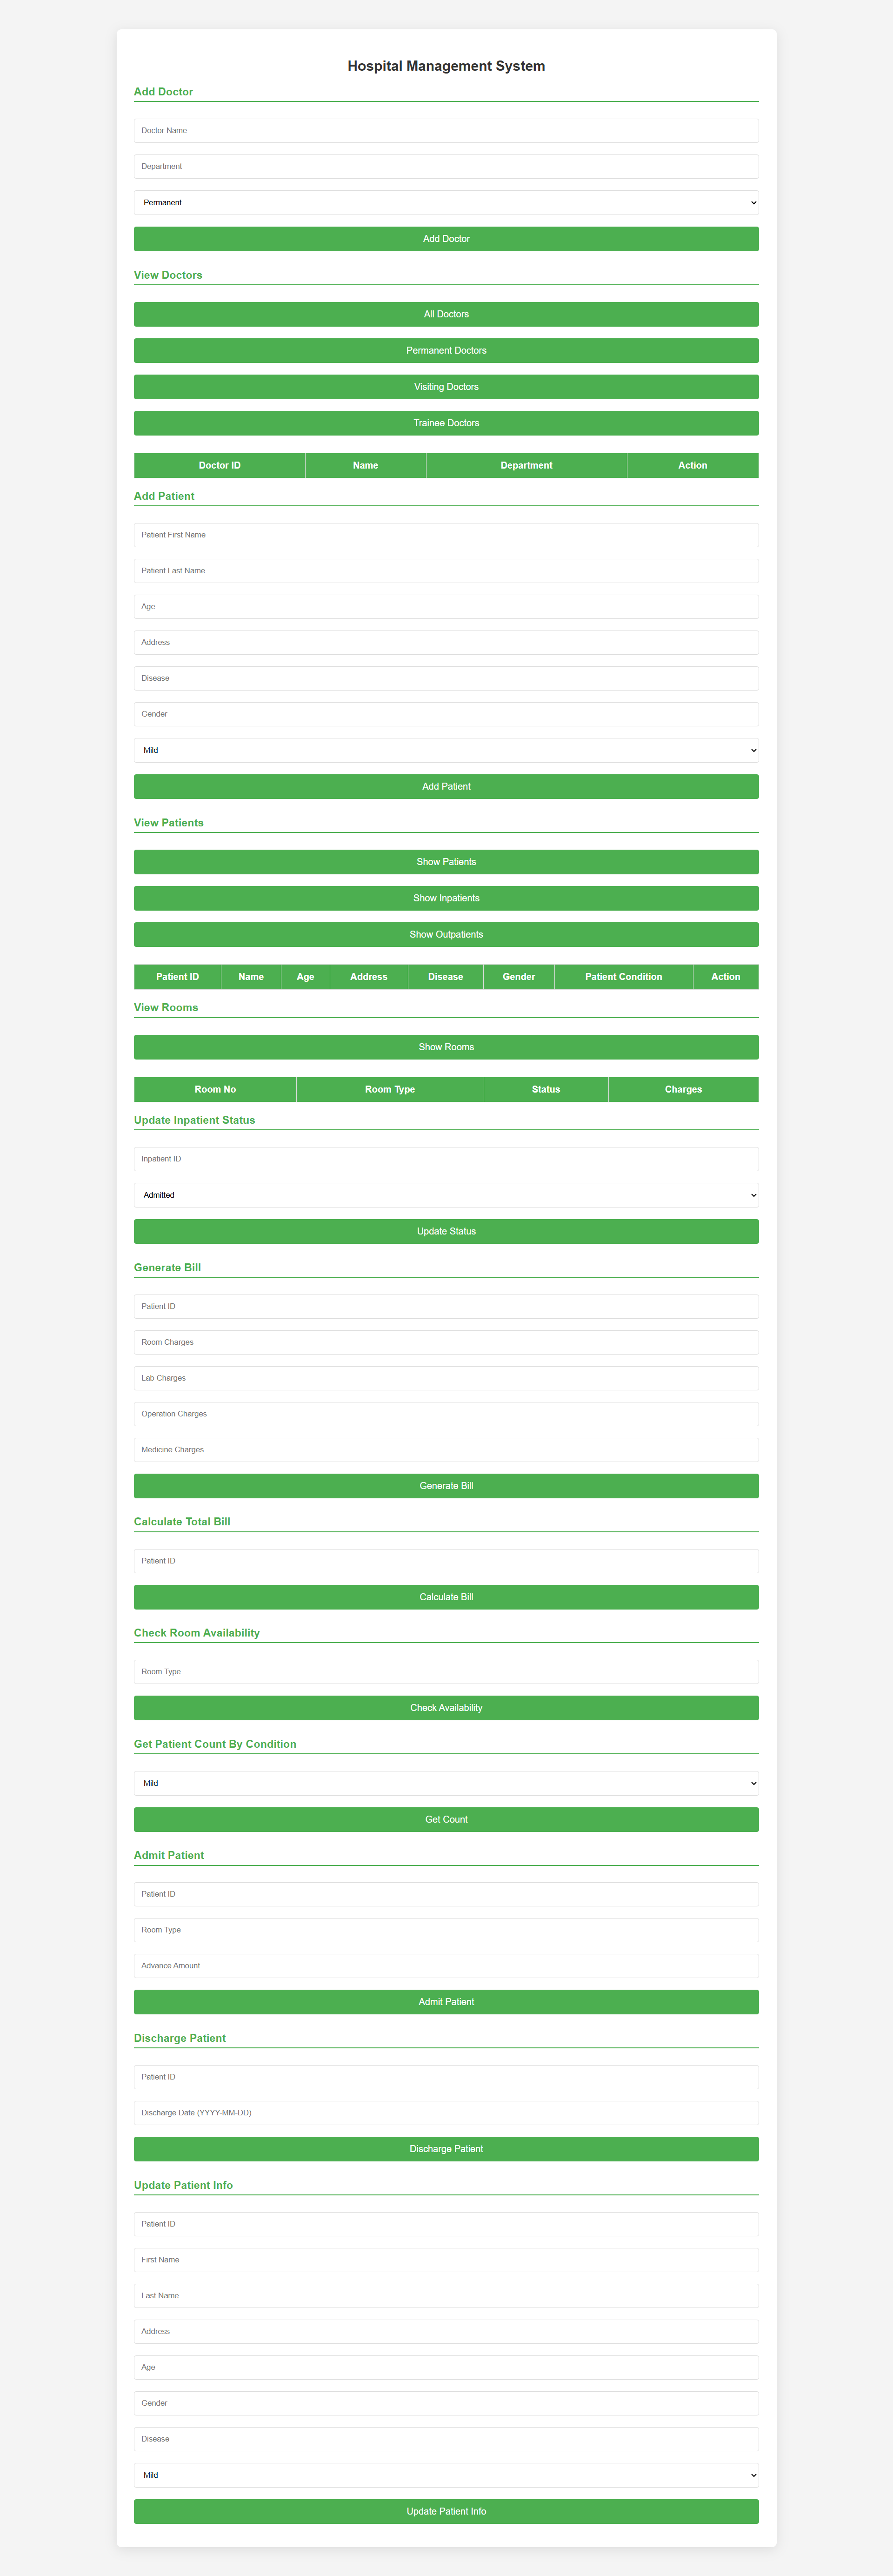 Hospital Management System
Add Doctor
Doctor Name
Department
Permanent
Add Doctor
View Doctors
All Doctors
Permanent Doctors
Visiting Doctors
Trainee Doctors
Doctor ID Name Department Action
Add Patient
Patient First Name
Patient Last Name
Age
Address
Disease
Gender
Mild
Add Patient
View Patients
Show Patients
Show Inpatients
Show Outpatients
Patient ID Name Age Address Disease Gender Patient Condition Action
View Rooms
Show Rooms
Room No Room Type Status Charges
Update Inpatient Status
Inpatient ID
Admitted
Update Status
Generate Bill
Patient ID
Room Charges
Lab Charges
Operation Charges
Medicine Charges
Generate Bill
Calculate Total Bill
Patient ID
Calculate Bill
Check Room Availability
Room Type
Check Availability
Get Patient Count By Condition
Mild
Get Count
Admit Patient
Patient ID
Room Type
Advance Amount
Admit Patient
Discharge Patient
Patient ID
Discharge Date (YYYY-MM-DD)
Discharge Patient
Update Patient Info
Patient ID
First Name
Last Name
Address
Age
Gender
Disease
Mild
Update Patient Info